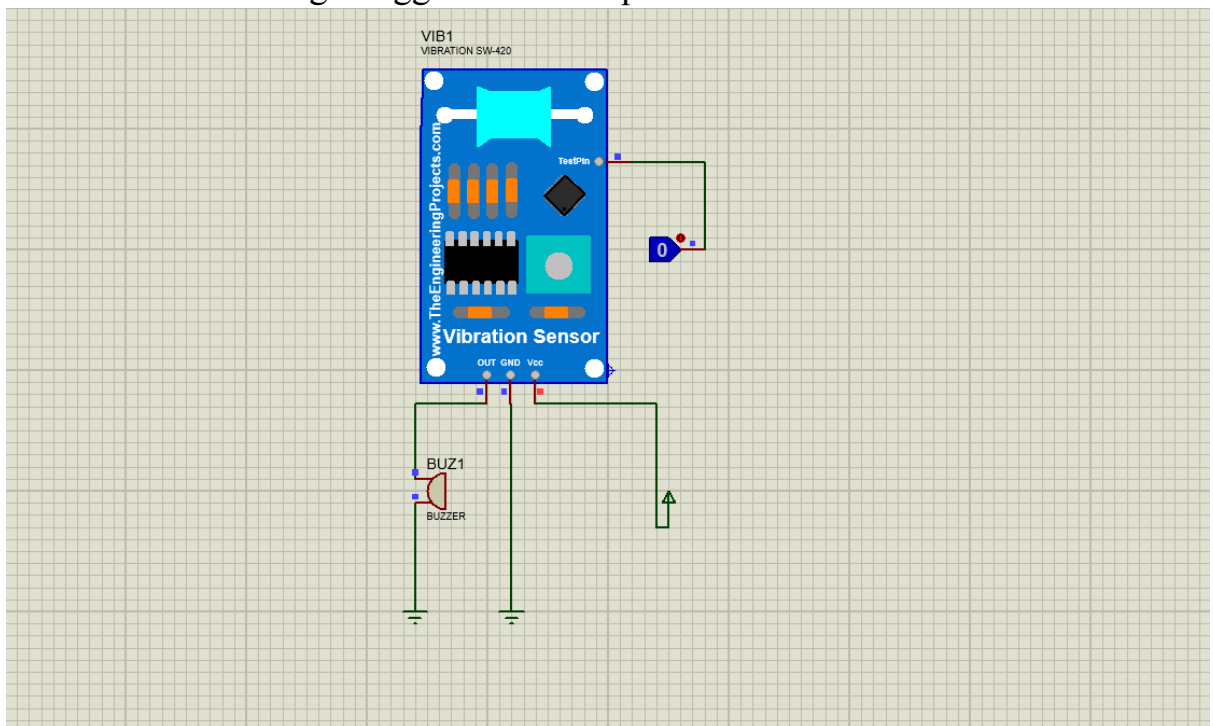 VIB1
VIBRATION SW-420
www.TheEngineeringProjects.com
TestPin
0
Vibration Sensor
OUT GND Vcc
BUZ1
BUZZER